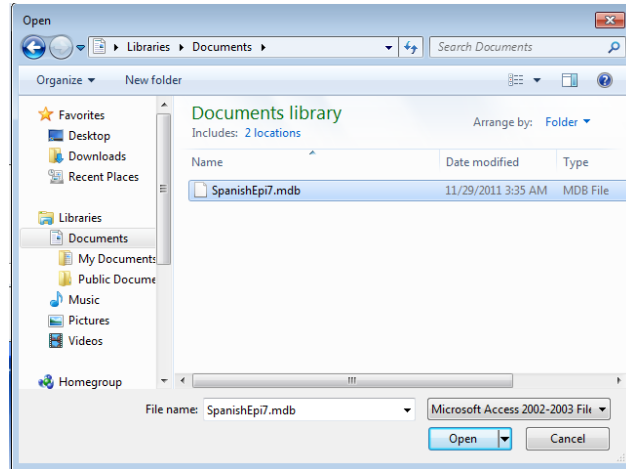 Open
Libraries Documents Search Documents
Organize New folder
Favorites
Desktop
Downloads
Recent Places
Libraries
Documents
My Documents
Public Docume
Music
Pictures
Videos
Homegroup
Documents library
Includes: 2 locations
Arrange by: Folder
Name Date modified Type
SpanishEpi7.mdb 11/29/2011 3:35 AM MDB File
File name: SpanishEpi7.mdb Microsoft Access 2002-2003 File
Open Cancel